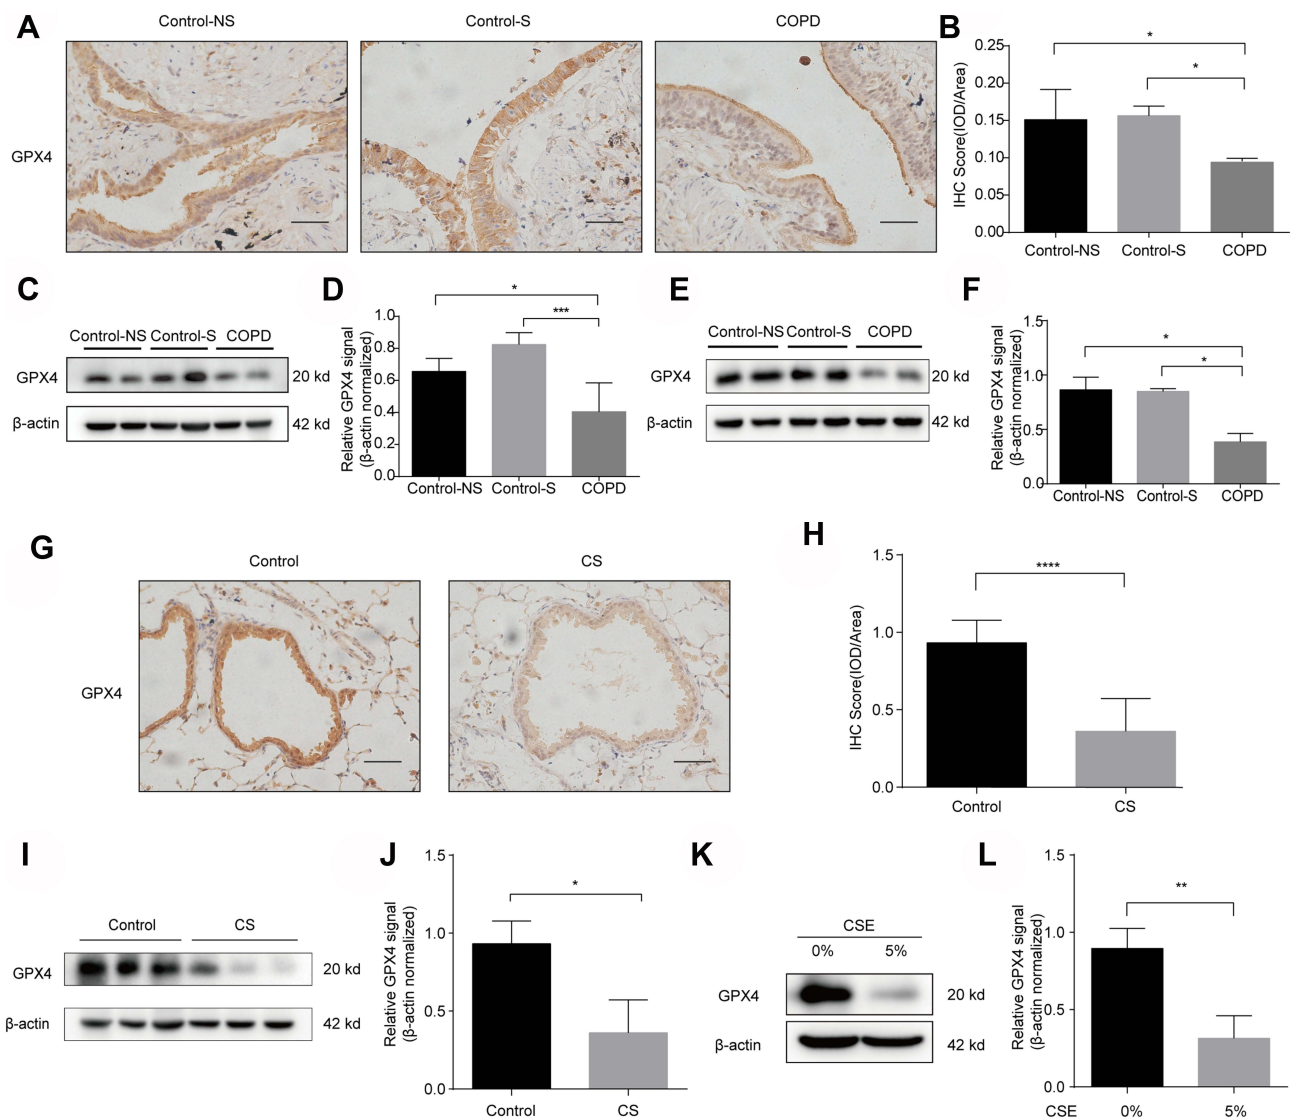 A
Control-NS
Control-S
COPD
GPX4
B
IHC Score(IOD/Area)
0.25
0.20
0.15
0.10
0.05
0.00
*
*
Control-NS
Control-S
COPD
C
Control-NS Control-S COPD
GPX4
20 kd
β-actin
42 kd
D
Relative GPX4 signal
(β-actin normalized)
1.0
0.8
0.6
0.4
0.2
0.0
*
***
Control-NS
Control-S
COPD
E
Control-NS Control-S COPD
GPX4
20 kd
β-actin
42 kd
F
Relative GPX4 signal
(β-actin normalized)
1.5
1.0
0.5
0.0
*
*
Control-NS
Control-S
COPD
G
Control
CS
GPX4
H
IHC Score(IOD/Area)
1.5
1.0
0.5
0.0
****
Control
CS
I
Control
CS
GPX4
20 kd
β-actin
42 kd
J
Relative GPX4 signal
(β-actin normalized)
1.5
1.0
0.5
0.0
*
Control
CS
K
CSE
0%
5%
GPX4
20 kd
β-actin
42 kd
L
Relative GPX4 signal
(β-actin normalized)
1.5
1.0
0.5
0.0
**
CSE
0%
5%